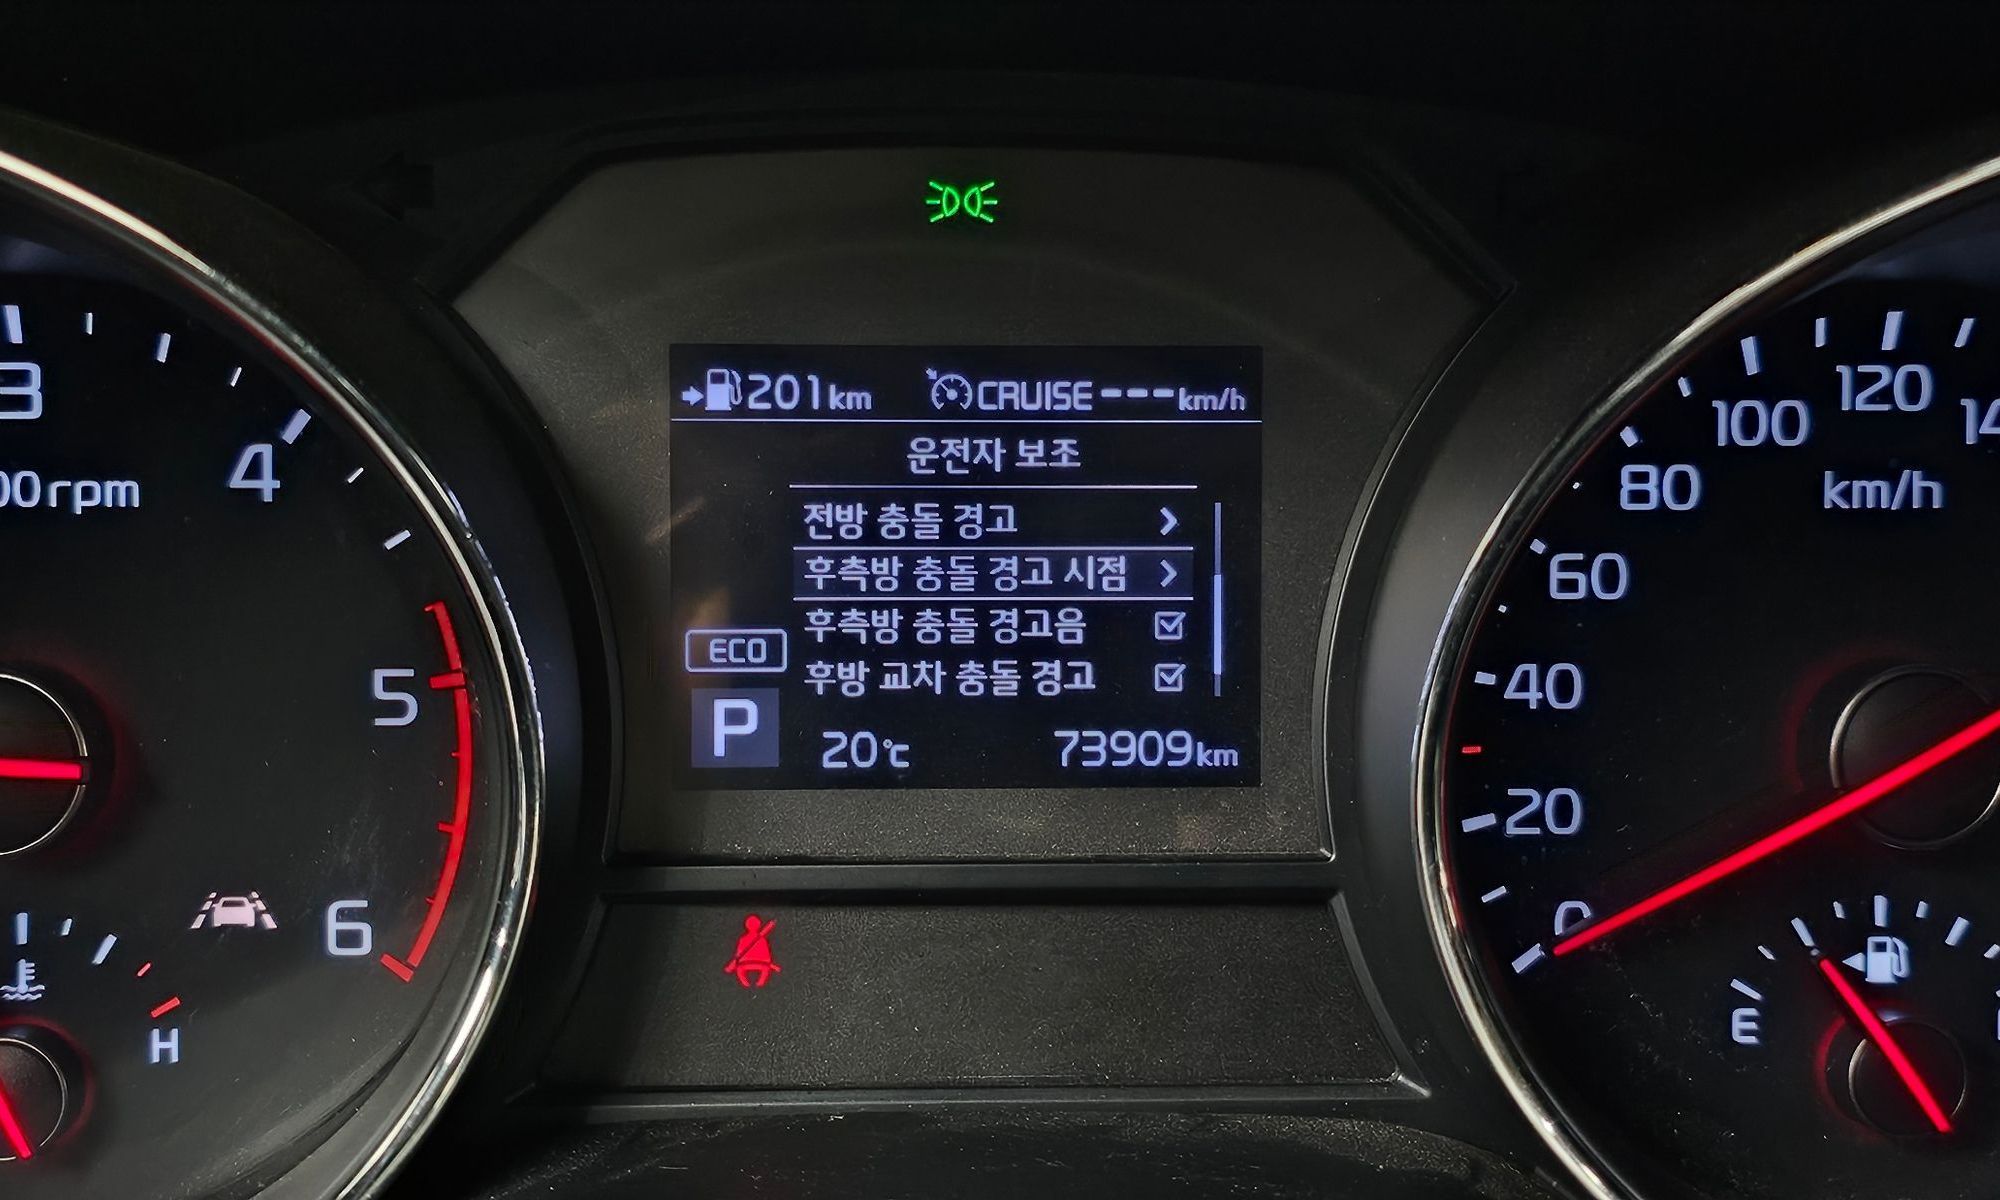 201km CRUISE---km/h
운전자 보조
전방 충돌 경고
후측방 충돌 경고 시점
후측방 충돌 경고음
후방 교차 충돌 경고
ECO
P 20℃ 73909km
3
4
rpm
5
6
H
120
100
80
km/h
60
40
20
0
E